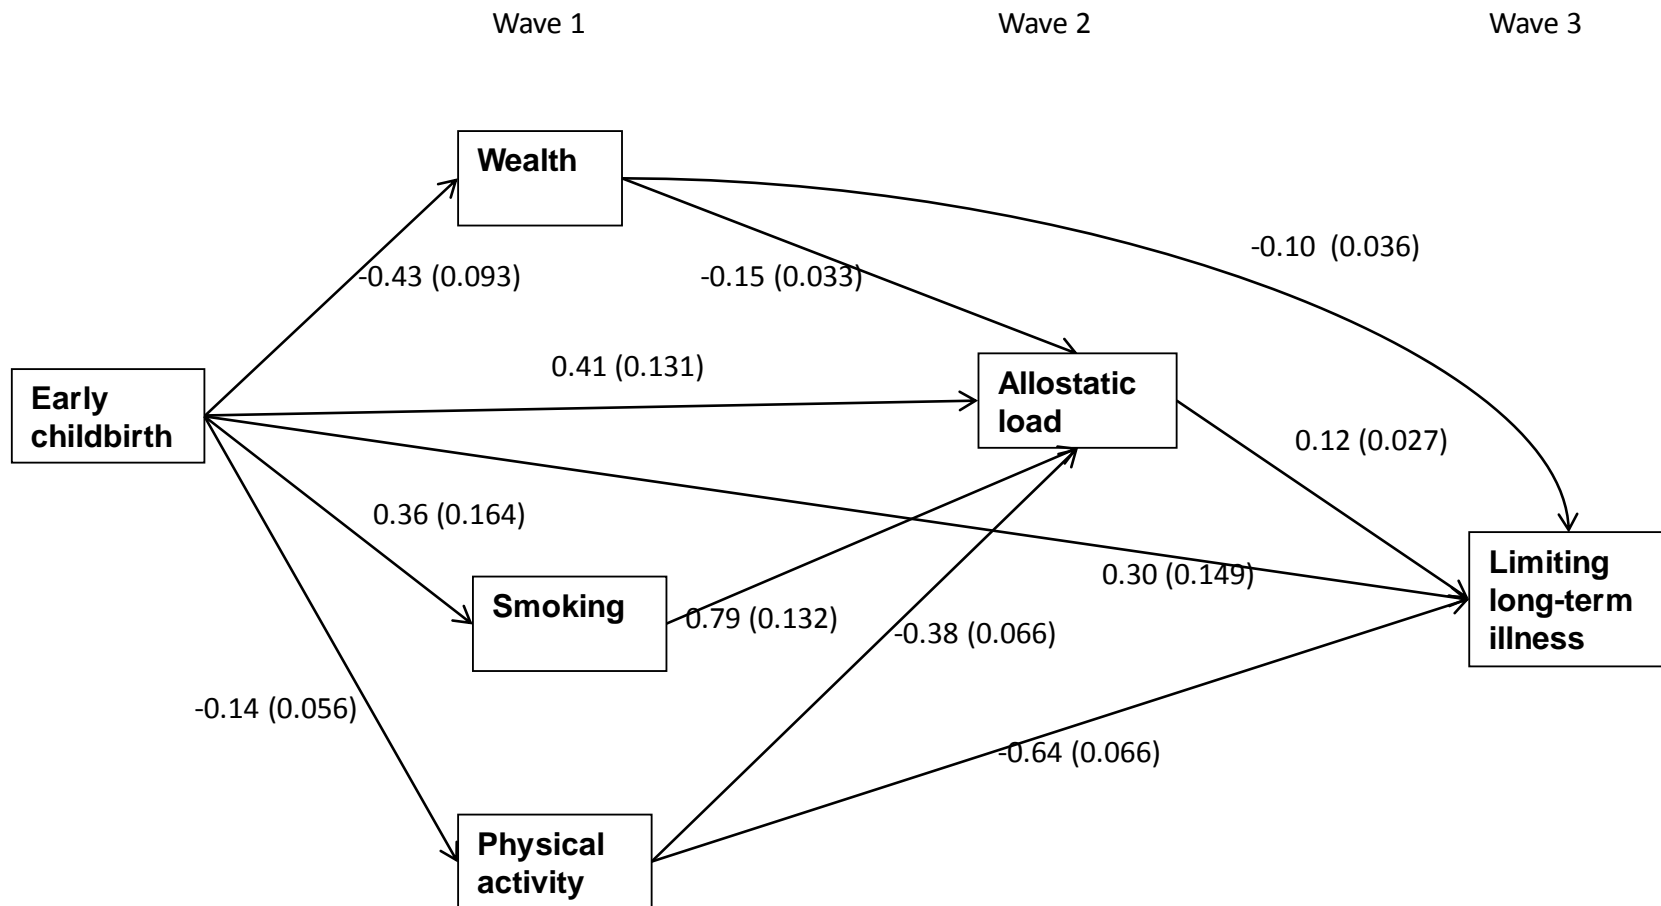 Wave 1
Wave 2
Wave 3
Wealth
-0.10 (0.036)
-0.43 (0.093)
-0.15 (0.033)
0.41 (0.131)
Early
childbirth
Allostatic
load
0.12 (0.027)
0.36 (0.164)
Limiting
long-term
illness
0.30 (0.149)
Smoking
0.79 (0.132)
-0.38 (0.066)
-0.14 (0.056)
-0.64 (0.066)
Physical
activity